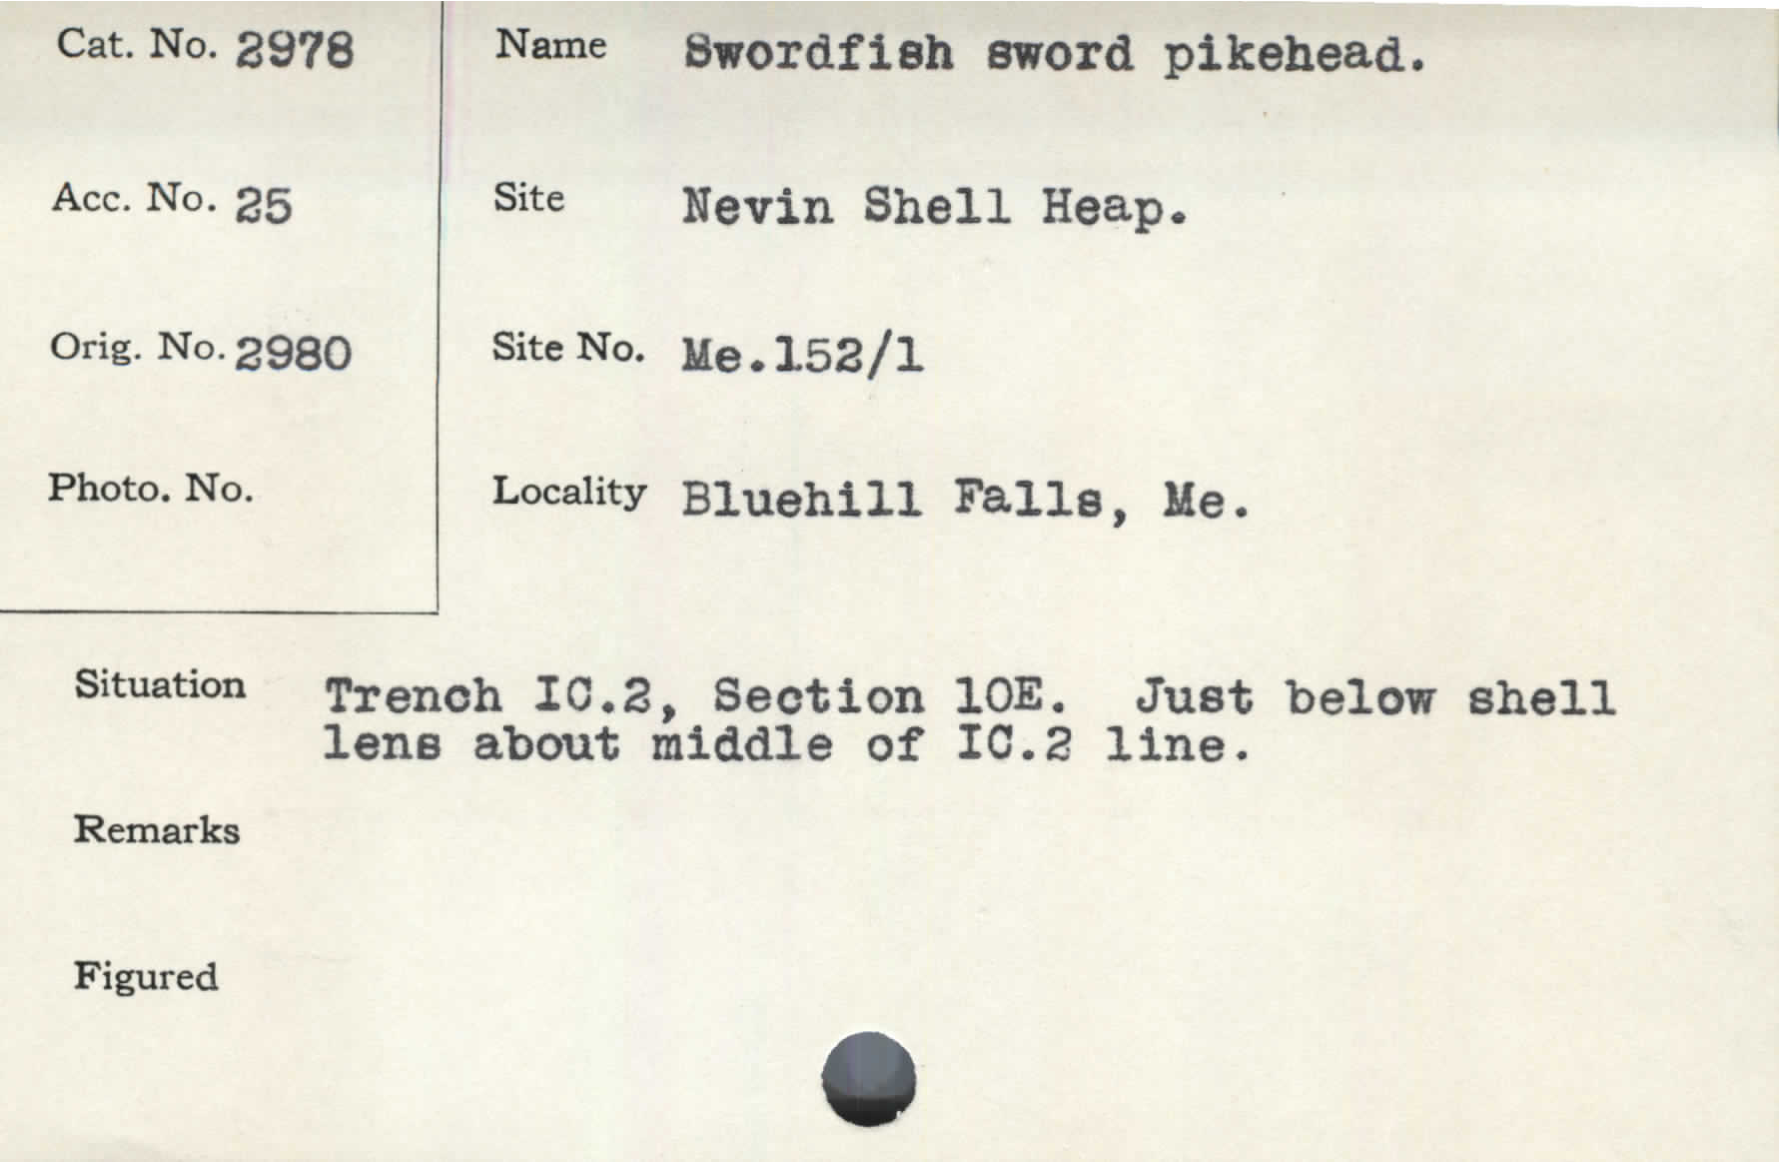 Cat. No. 2978
Name Swordfish sword pikehead.
Acc. No. 25
Site Nevin Shell Heap.
Orig. No. 2980
Site No. Me.152/1
Photo. No.
Locality Bluehill Falls, Me.
Situation Trench IC.2, Section 10E. Just below shell
lens about middle of IC.2 line.
Remarks
Figured